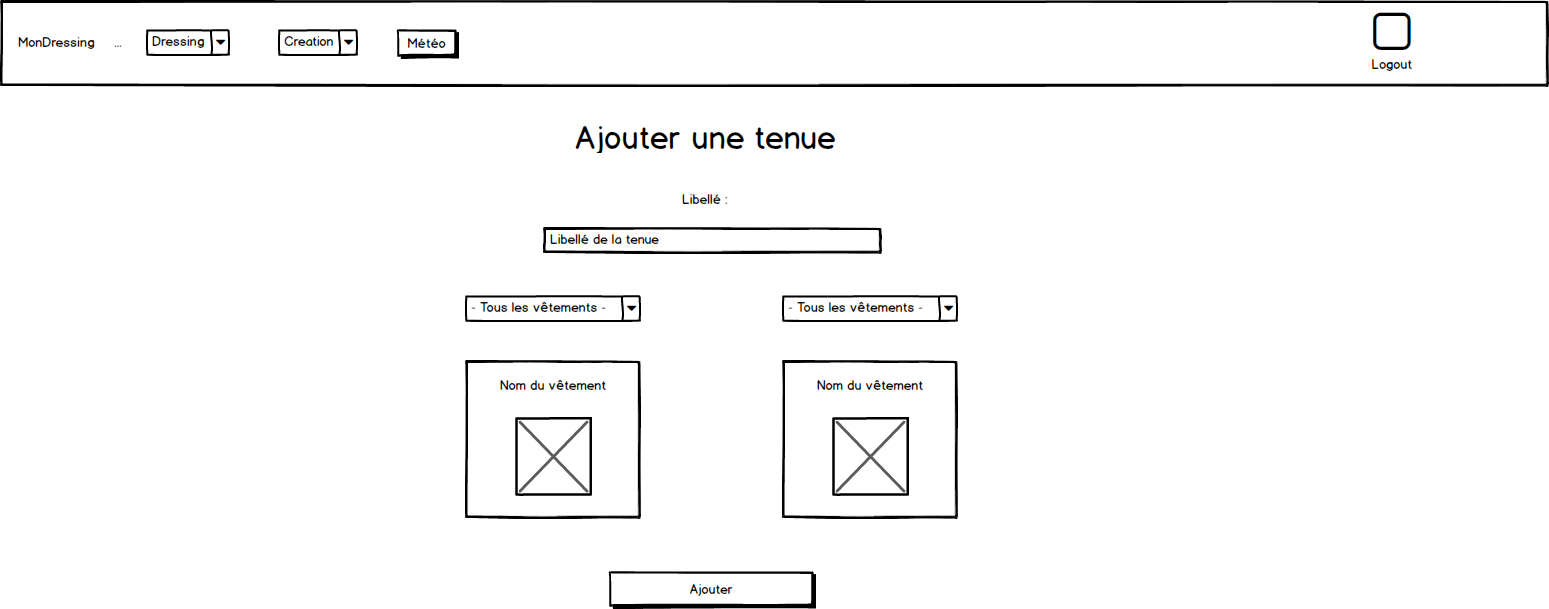 MonDressing ... Dressing Creation Météo
Logout
Ajouter une tenue
Libellé :
Libellé de la tenue
- Tous les vêtements - - Tous les vêtements -
Nom du vêtement Nom du vêtement
Ajouter